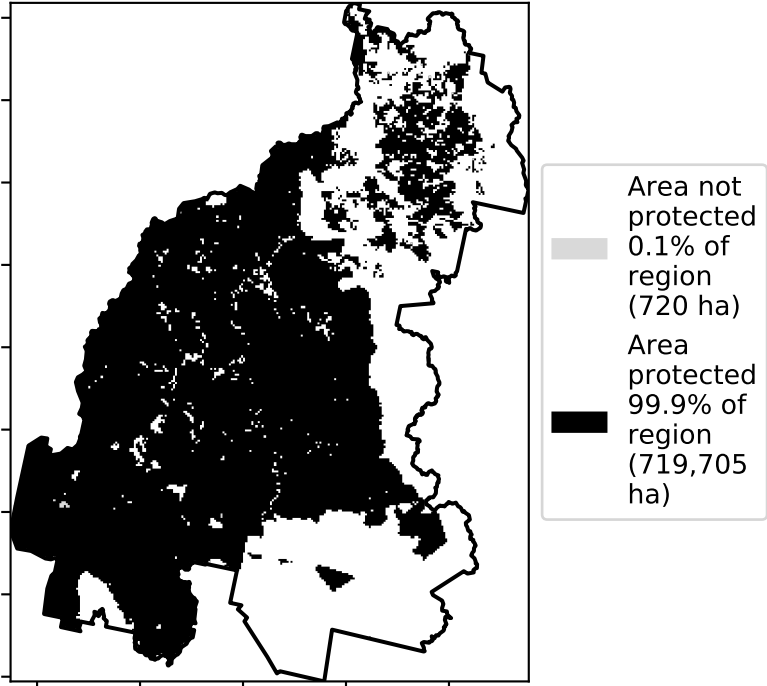 Area not
protected
0.1% of
region
(720 ha)
Area
protected
99.9% of
region
(719,705
ha)